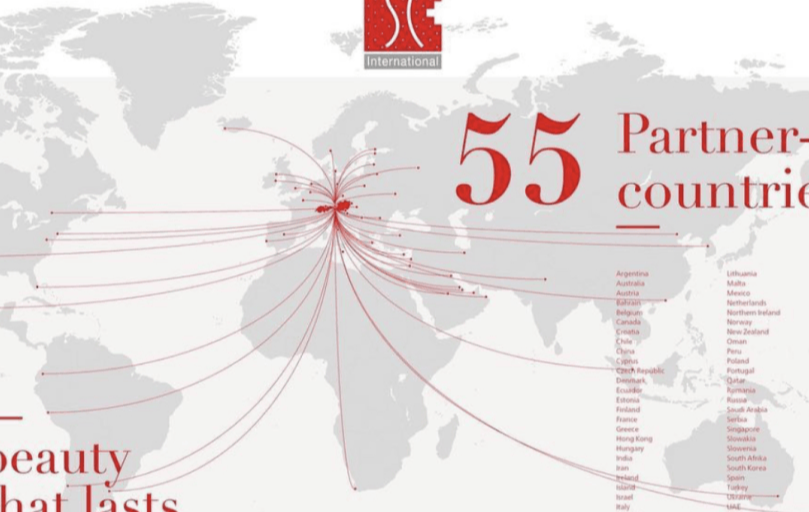 International
55
Partner-
countrie
Argentina
Australia
Austria
Bahrain
Belgium
Canada
Croatia
Chile
China
Cyprus
Czech Republic
Denmark
Ecuador
Estonia
Finland
France
Greece
Hong Kong
Hungary
India
Iran
Ireland
Island
Israel
Italy
Lithuania
Malta
Mexico
Netherlands
Northern Ireland
Norway
New Zealand
Oman
Peru
Poland
Portugal
Qatar
Romania
Russia
Saudi Arabia
Serbia
Singapore
Slowakia
Slowenia
South Afrika
South Korea
Spain
Turkey
Ukraine
UAE
beauty
hat lasts